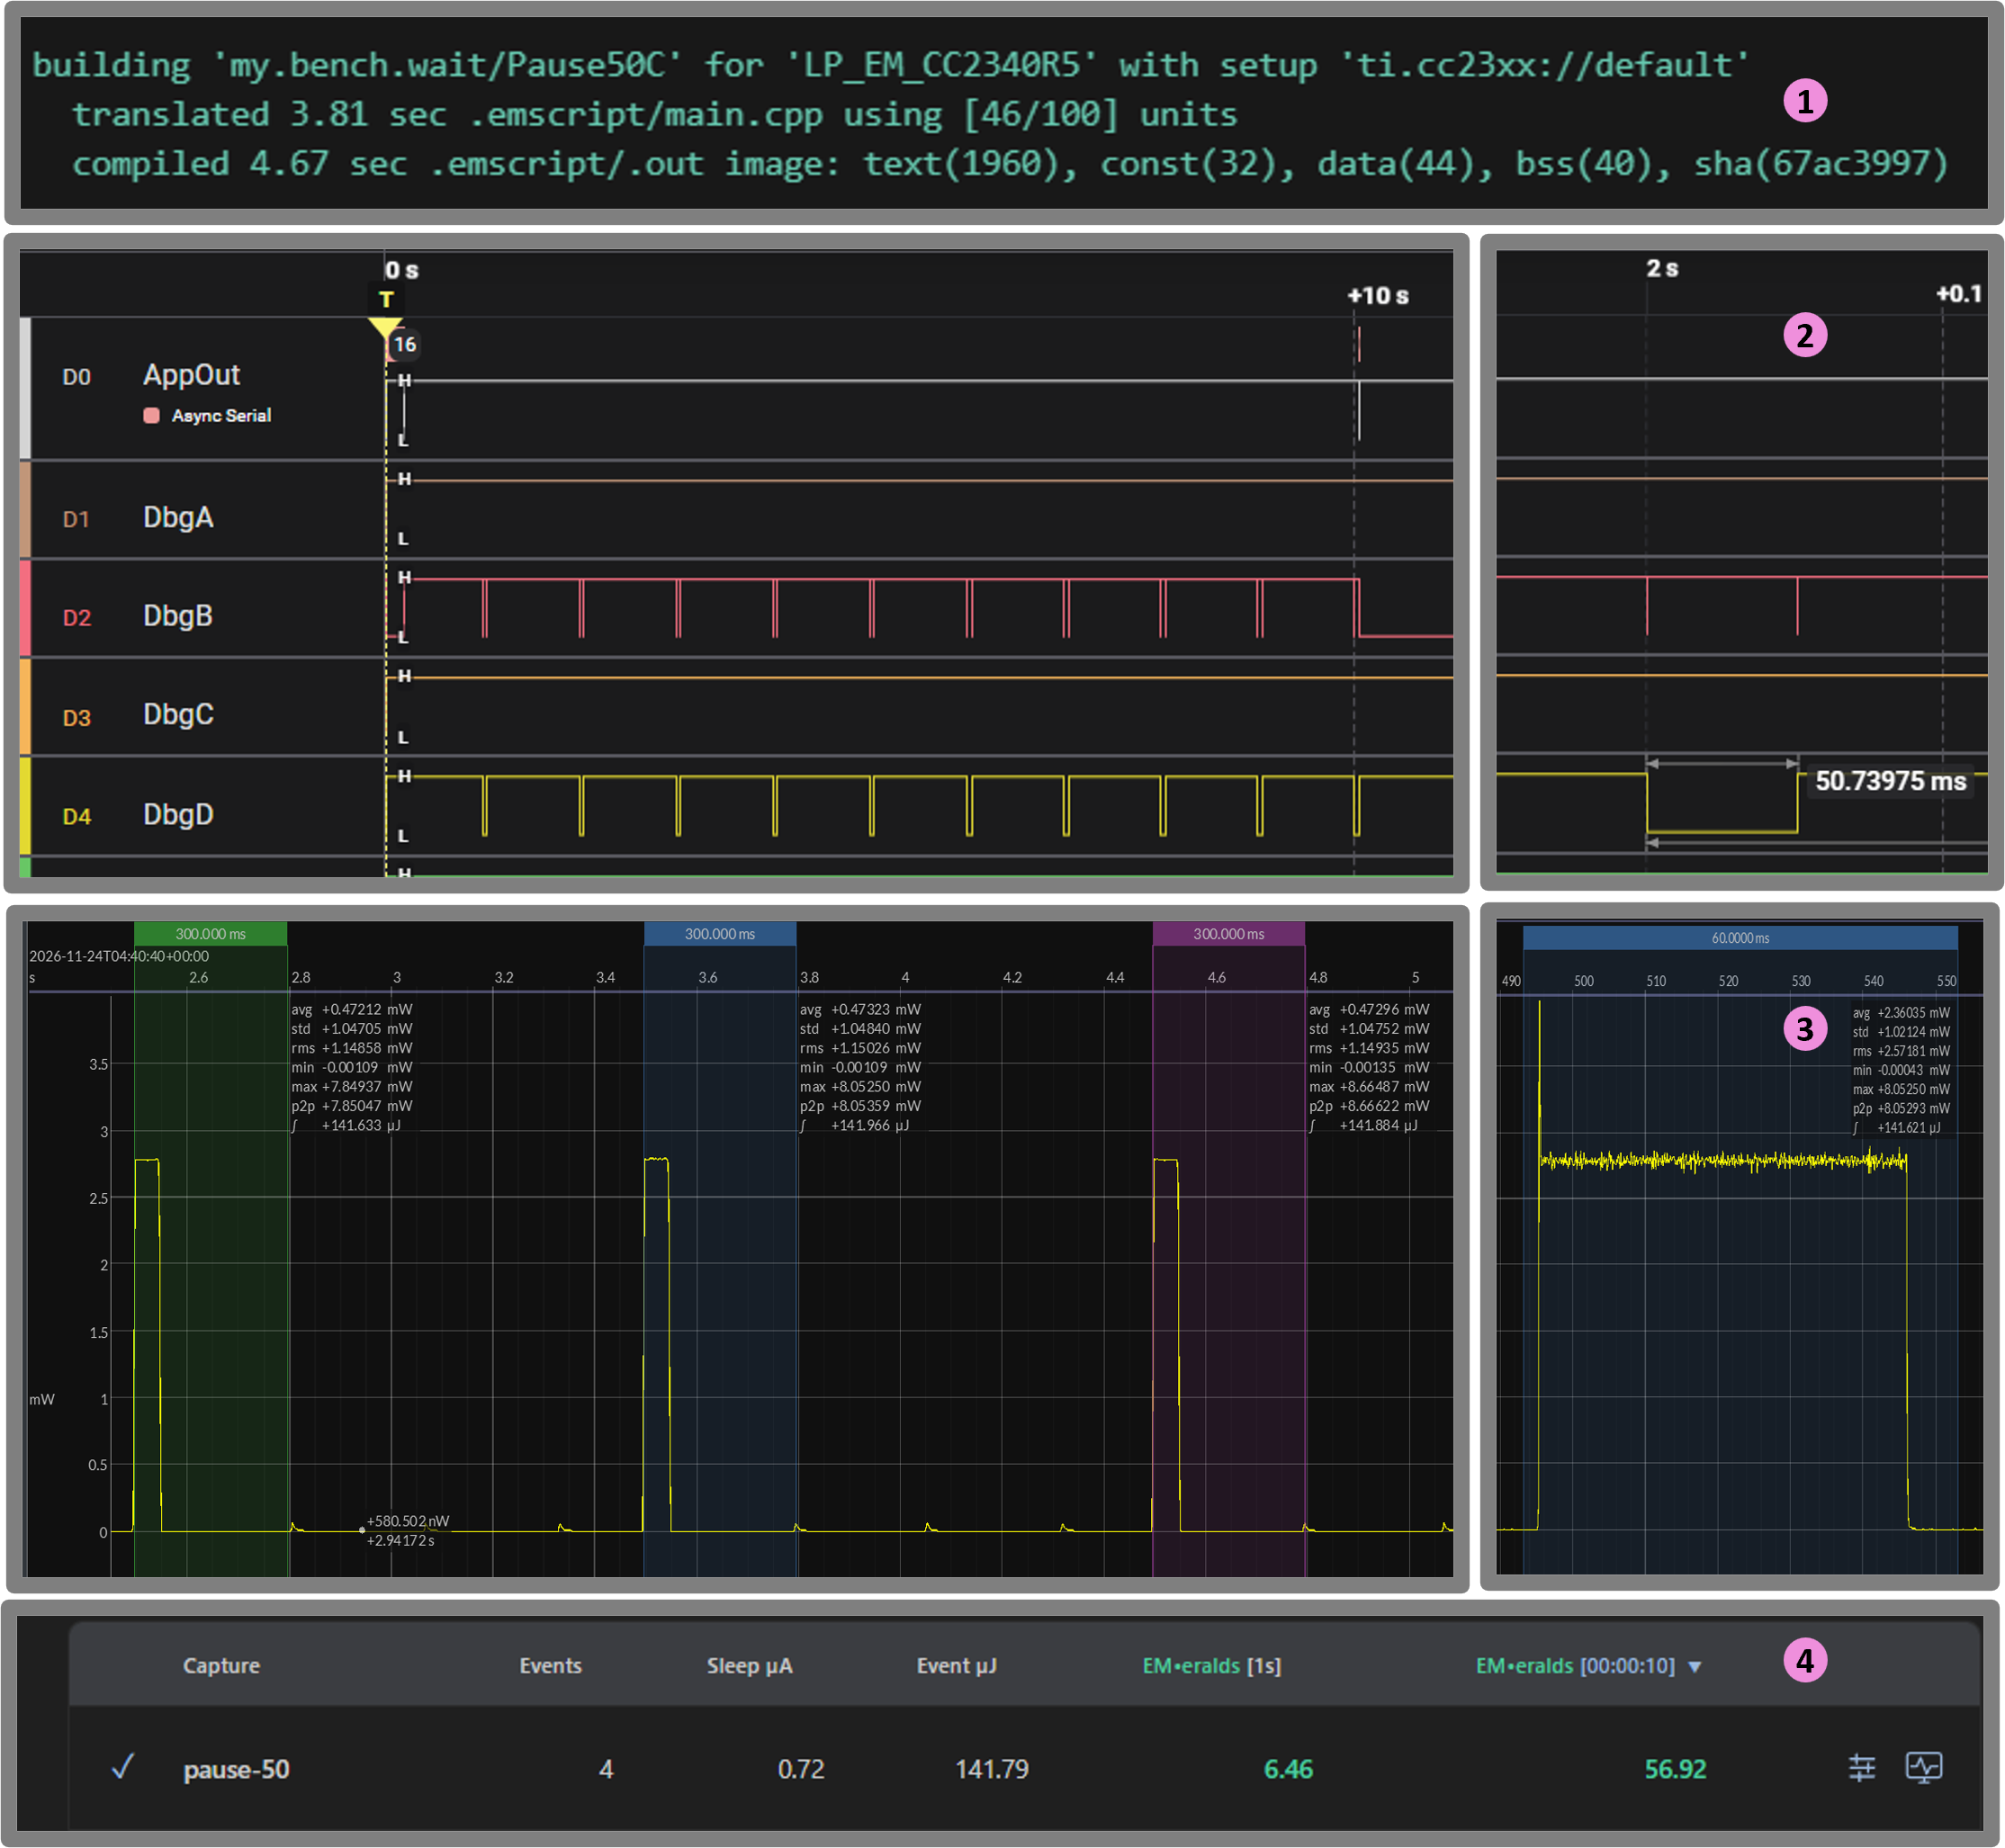 building 'my.bench.wait/Pause50C' for 'LP_EM_CC2340R5' with setup 'ti.cc23xx://default'
translated 3.81 sec .emscript/main.cpp using [46/100] units
compiled 4.67 sec .emscript/.out image: text(1960), const(32), data(44), bss(40), sha(67ac3997)
1
0 s
T
+10 s
16
D0 AppOut
Async Serial
H
L
D1 DbgA
H
L
D2 DbgB
H
L
D3 DbgC
H
L
D4 DbgD
H
L
H
2 s
+0.1
2
50.73975 ms
300.000 ms 300.000 ms 300.000 ms
2026-11-24T04:40:40+00:00
s 2.6 2.8 3 3.2 3.4 3.6 3.8 4 4.2 4.4 4.6 4.8 5
avg +0.47212 mW
std +1.04705 mW
rms +1.14858 mW
min -0.00109 mW
max +7.84937 mW
p2p +7.85047 mW
∫ +141.633 µJ
avg +0.47323 mW
std +1.04840 mW
rms +1.15026 mW
min -0.00109 mW
max +8.05250 mW
p2p +8.05359 mW
∫ +141.966 µJ
avg +0.47296 mW
std +1.04752 mW
rms +1.14935 mW
min -0.00135 mW
max +8.66487 mW
p2p +8.66622 mW
∫ +141.884 µJ
3.5
3
2.5
2
1.5
mW 1
0.5
0
+580.502 nW
+2.94172 s
60.0000 ms
490 500 510 520 530 540 550
3
avg +2.36035 mW
std +1.02124 mW
rms +2.57181 mW
min -0.00043 mW
max +8.05250 mW
p2p +8.05293 mW
∫ +141.621 µJ
Capture Events Sleep µA Event µJ EM•eralds [1s] EM•eralds [00:00:10] ▼
4
✓ pause-50 4 0.72 141.79 6.46 56.92